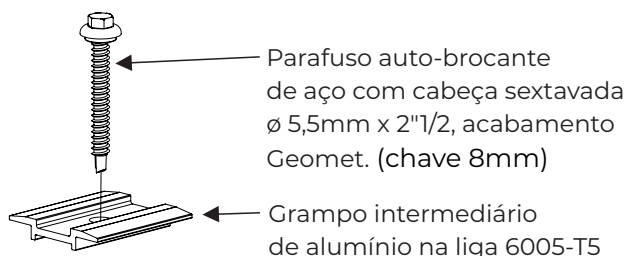 Parafuso auto-brocante
de aço com cabeça sextavada
ø 5,5mm x 2"1/2, acabamento
Geomet. (chave 8mm)
Grampo intermediário
de alumínio na liga 6005-T5